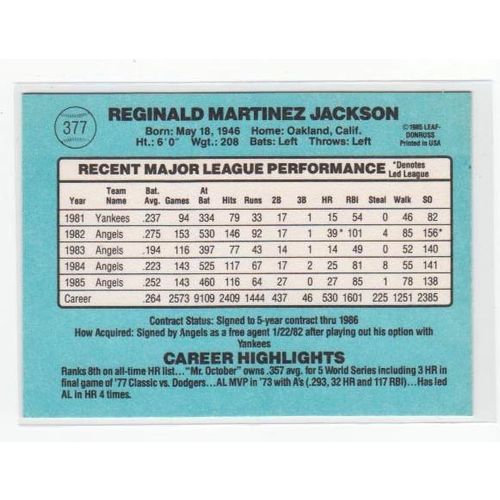 377
REGINALD MARTINEZ JACKSON
Born: May 18, 1946 Home: Oakland, Calif.
Ht.: 6'0" Wgt.: 208 Bats: Left Throws: Left
©1985 LEAF-
DONRUSS
Printed in USA
RECENT MAJOR LEAGUE PERFORMANCE *Denotes Led League
Year Team Name Bat. Avg. Games At Bat Hits Runs 2B 3B HR RBI Steal Walk SO
1981 Yankees .237 94 334 79 33 17 1 15 54 0 46 82
1982 Angels .275 153 530 146 92 17 1 39* 101 4 85 156*
1983 Angels .194 116 397 77 43 14 1 14 49 0 52 140
1984 Angels .223 143 525 117 67 17 2 25 81 8 55 141
1985 Angels .252 143 460 116 64 27 0 27 85 1 78 138
Career .264 2573 9109 2409 1444 437 46 530 1601 225 1251 2385
Contract Status: Signed to 5-year contract thru 1986
How Acquired: Signed by Angels as a free agent 1/22/82 after playing out his option with
Yankees
CAREER HIGHLIGHTS
Ranks 8th on all-time HR list..."Mr. October" owns .357 avg. for 5 World Series including 3 HR in
final game of '77 Classic vs. Dodgers...AL MVP in '73 with A's (.293, 32 HR and 117 RBI)...Has led
AL in HR 4 times.